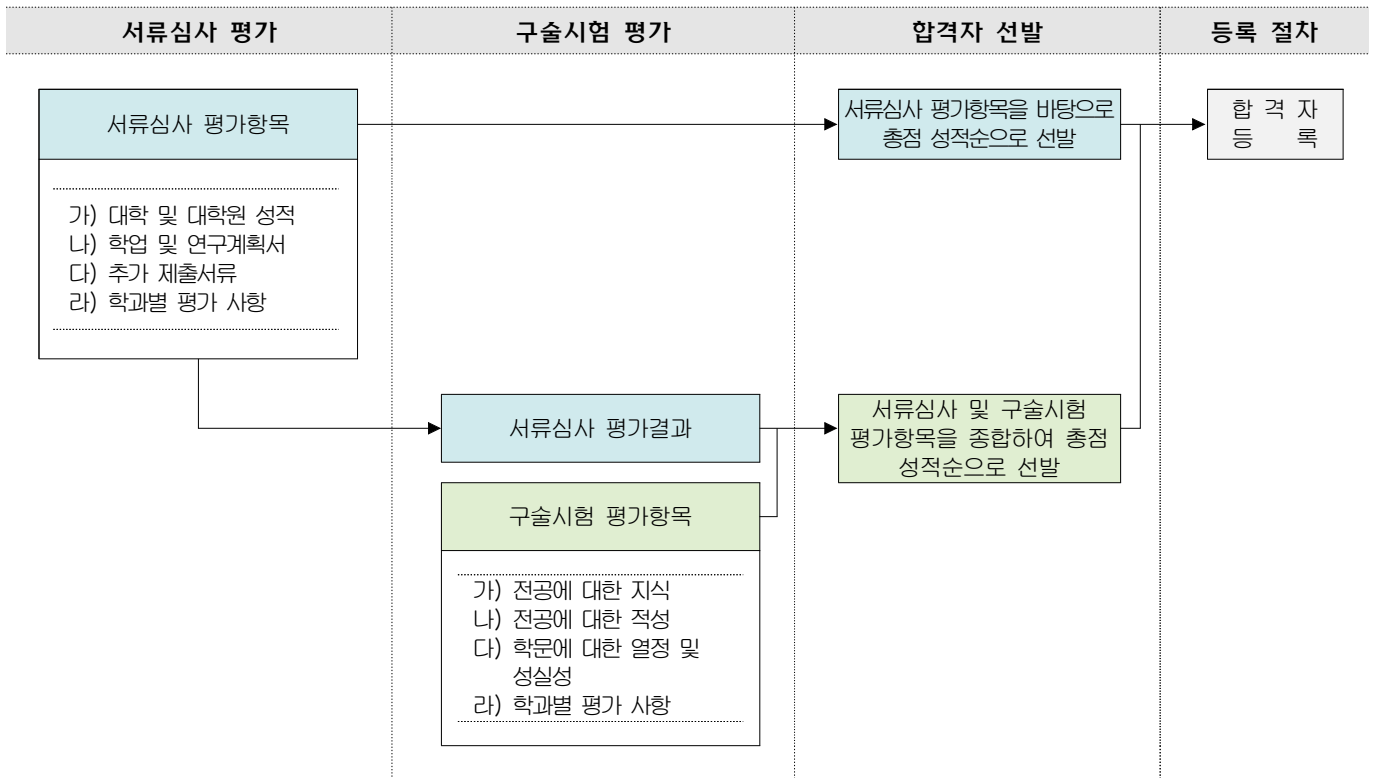 서류심사 평가
구술시험 평가
합격자 선발
등록 절차
서류심사 평가항목
가) 대학 및 대학원 성적
나) 학업 및 연구계획서
다) 추가 제출서류
라) 학과별 평가 사항
서류심사 평가결과
구술시험 평가항목
가) 전공에 대한 지식
나) 전공에 대한 적성
다) 학문에 대한 열정 및
성실성
라) 학과별 평가 사항
서류심사 평가항목을 바탕으로
총점 성적순으로 선발
서류심사 및 구술시험
평가항목을 종합하여 총점
성적순으로 선발
합 격 자
등 록